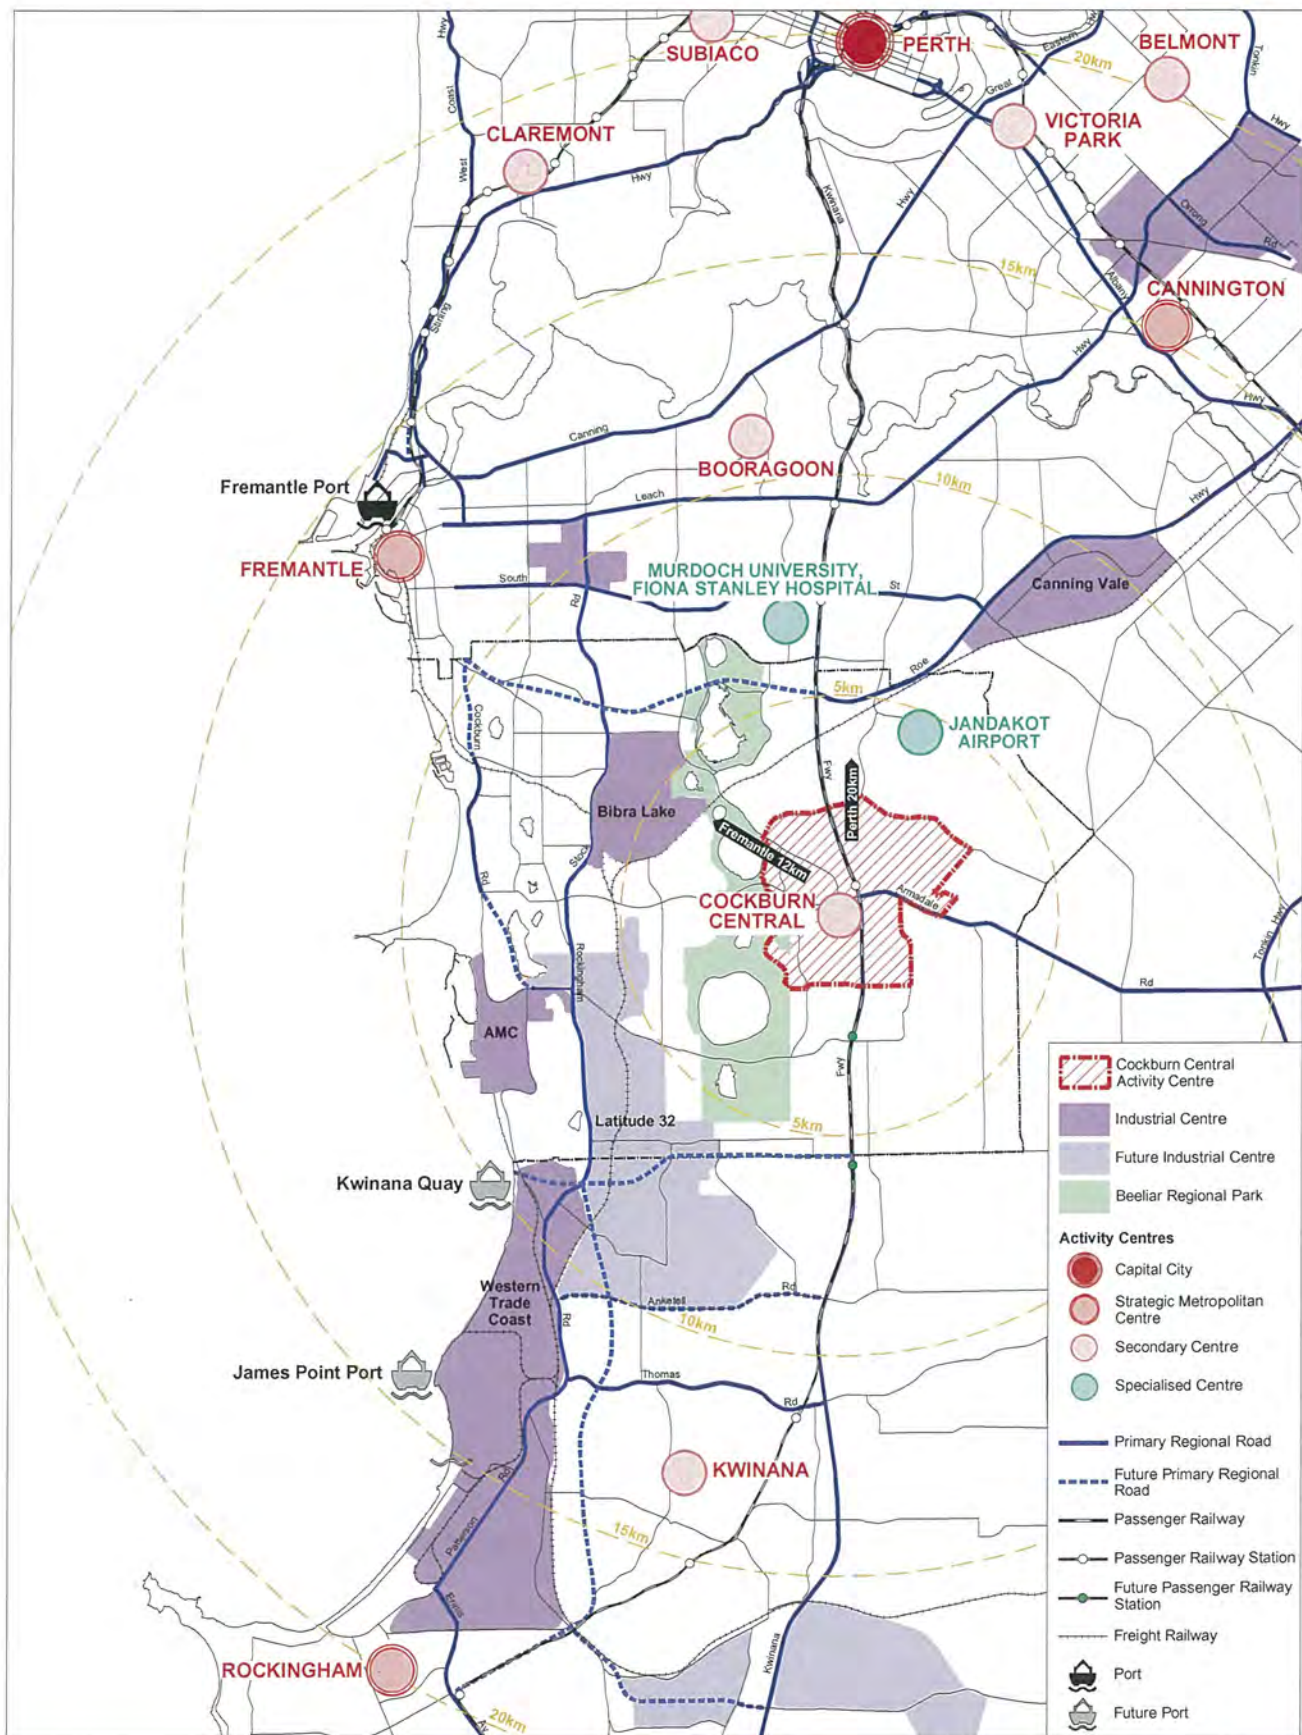 SUBIACO
PERTH
BELMONT
20km
Eastern
Hwy
Tonkin
Hwy
Coast
West
Great
CLAREMONT
VICTORIA
PARK
Hwy
Hwy
Kwinana
Hwy
Orrong
Rd
15km
Albany
CANNINGTON
Stirling
Hwy
Hwy
Canning
BOORAGOON
Fremantle Port
10km
Leach
Hwy
FREMANTLE
MURDOCH UNIVERSITY,
FIONA STANLEY HOSPITAL
South
St
Rd
Canning Vale
Roe
5km
Cockburn
JANDAKOT
AIRPORT
Fwy
Perth 20km
Bibra Lake
Fremantle 12km
Stock
Rd
COCKBURN
CENTRAL
Armadale
Tonkin Hwy
Rockingham
Rd
AMC
Fwy
Latitude 32
5km
Kwinana Quay
Western
Trade
Coast
Rd
Anketell
Rd
10km
James Point Port
Thomas
Rd
KWINANA
Rd
Patterson
15km
Ennis
ROCKINGHAM
Kwinana
20km
Av
Cockburn Central
Activity Centre
Industrial Centre
Future Industrial Centre
Beeliar Regional Park
Activity Centres
Capital City
Strategic Metropolitan
Centre
Secondary Centre
Specialised Centre
Primary Regional Road
Future Primary Regional
Road
Passenger Railway
Passenger Railway Station
Future Passenger Railway
Station
Freight Railway
Port
Future Port